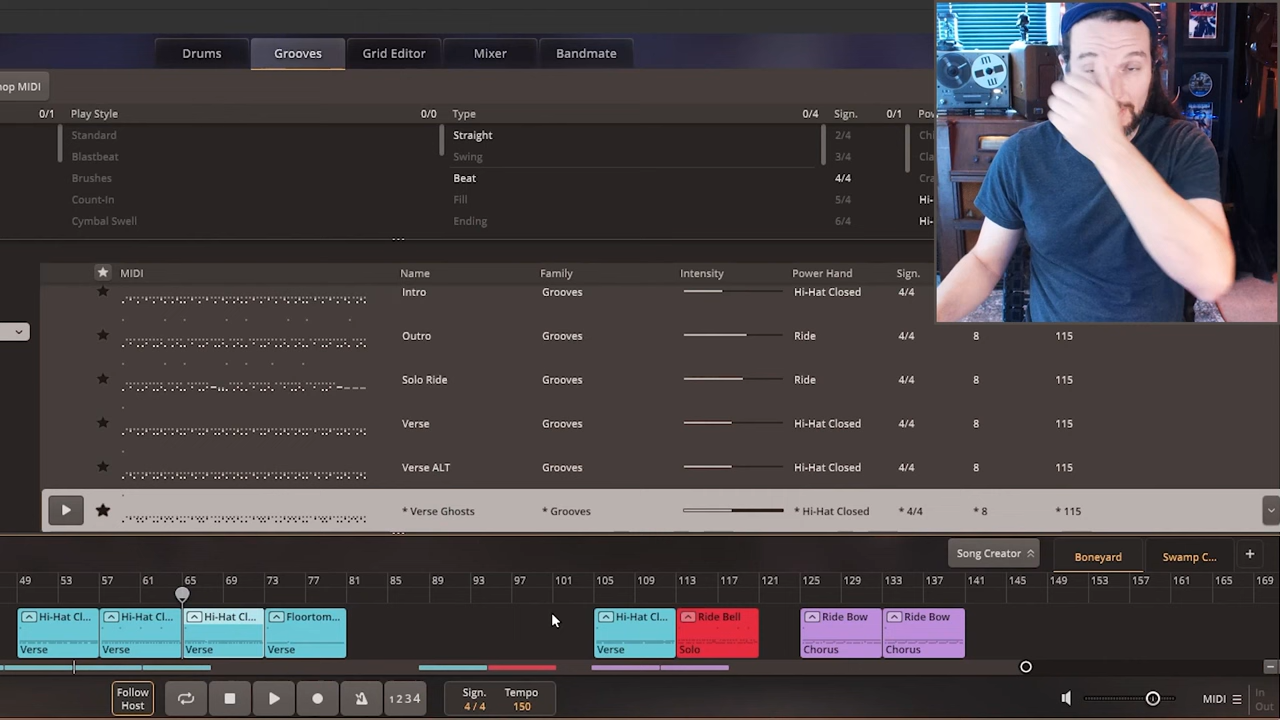 Drums Grooves Grid Editor Mixer Bandmate
hop MIDI
0/1 Play Style 0/0 Type 0/4 Sign. 0/1
Standard Straight 2/4
Blastbeat Swing 3/4
Brushes Beat 4/4
Count-In Fill 5/4
Cymbal Swell Ending 6/4
MIDI Name Family Intensity Power Hand Sign.
Intro Grooves Hi-Hat Closed 4/4
Outro Grooves Ride 4/4 8 115
Solo Ride Grooves Ride 4/4 8 115
Verse Grooves Hi-Hat Closed 4/4 8 115
Verse ALT Grooves Hi-Hat Closed 4/4 8 115
* Verse Ghosts * Grooves * Hi-Hat Closed * 4/4 * 8 * 115
Song Creator Boneyard Swamp C... +
49 53 57 61 65 69 73 77 81 85 89 93 97 101 105 109 113 117 121 125 129 133 137 141 145 149 153 157 161 165 169
Hi-Hat Cl... Hi-Hat Cl... Hi-Hat Cl... Floortom... Hi-Hat Cl... Ride Bell Ride Bow Ride Bow
Verse Verse Verse Verse Verse Solo Chorus Chorus
Follow Host 1234 Sign. 4 / 4 Tempo 150 MIDI In Out